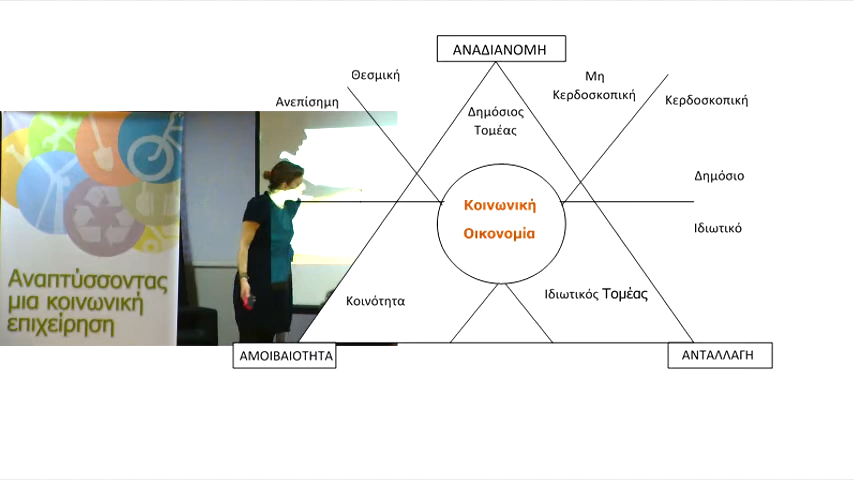 ΑΝΑΔΙΑΝΟΜΗ
Θεσμική
Μη
Κερδοσκοπική
Ανεπίσημη
Κερδοσκοπική
Δημόσιος
Τομέας
Δημόσιο
Κοινωνική
Οικονομία
Ιδιωτικό
Αναπτύσσοντας
μια κοινωνική
επιχείρηση
Κοινότητα
Ιδιωτικός Τομέας
ΑΜΟΙΒΑΙΟΤΗΤΑ
ΑΝΤΑΛΛΑΓΗ